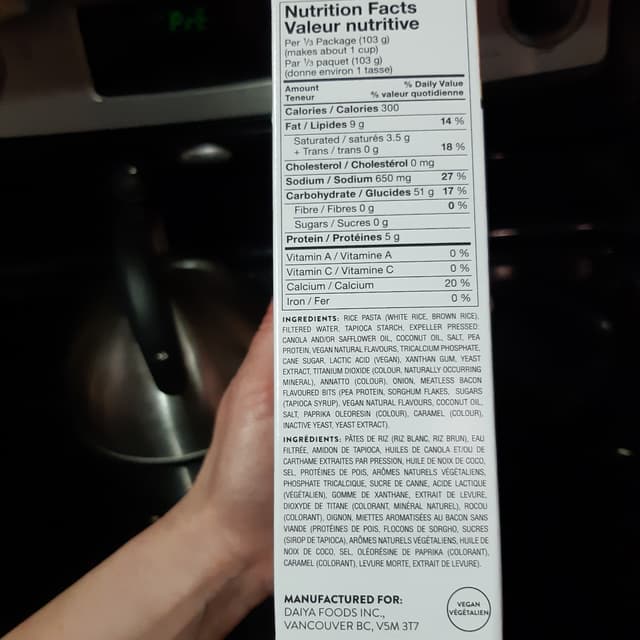 Nutrition Facts
Valeur nutritive
Per 1/3 Package (103 g)
(makes about 1 cup)
Par 1/3 paquet (103 g)
(donne environ 1 tasse)
Amount % Daily Value
Teneur % valeur quotidienne
Calories / Calories 300
Fat / Lipides 9 g 14 %
Saturated / saturés 3.5 g
+ Trans / trans 0 g 18 %
Cholesterol / Cholestérol 0 mg
Sodium / Sodium 650 mg 27 %
Carbohydrate / Glucides 51 g 17 %
Fibre / Fibres 0 g 0 %
Sugars / Sucres 0 g
Protein / Protéines 5 g
Vitamin A / Vitamine A 0 %
Vitamin C / Vitamine C 0 %
Calcium / Calcium 20 %
Iron / Fer 0 %
INGREDIENTS: RICE PASTA (WHITE RICE, BROWN RICE),
FILTERED WATER, TAPIOCA STARCH, EXPELLER PRESSED:
CANOLA AND/OR SAFFLOWER OIL, COCONUT OIL, SALT, PEA
PROTEIN, VEGAN NATURAL FLAVOURS, TRICALCIUM PHOSPHATE,
CANE SUGAR, LACTIC ACID (VEGAN), XANTHAN GUM, YEAST
EXTRACT, TITANIUM DIOXIDE (COLOUR, NATURALLY OCCURRING
MINERAL), ANNATTO (COLOUR), ONION, MEATLESS BACON
FLAVOURED BITS (PEA PROTEIN, SORGHUM FLAKES, SUGARS
(TAPIOCA SYRUP), VEGAN NATURAL FLAVOURS, COCONUT OIL,
SALT, PAPRIKA OLEORESIN (COLOUR), CARAMEL (COLOUR),
INACTIVE YEAST, YEAST EXTRACT).
INGRÉDIENTS: PÂTES DE RIZ (RIZ BLANC, RIZ BRUN), EAU
FILTRÉE, AMIDON DE TAPIOCA, HUILES DE CANOLA ET/OU DE
CARTHAME EXTRAITES PAR PRESSION, HUILE DE NOIX DE COCO,
SEL, PROTÉINES DE POIS, ARÔMES NATURELS VÉGÉTALIENS,
PHOSPHATE TRICALCIQUE, SUCRE DE CANNE, ACIDE LACTIQUE
(VÉGÉTALIEN), GOMME DE XANTHANE, EXTRAIT DE LEVURE,
DIOXYDE DE TITANE (COLORANT, MINÉRAL NATUREL), ROCOU
(COLORANT), OIGNON, MIETTES AROMATISÉES AU BACON SANS
VIANDE (PROTÉINES DE POIS, FLOCONS DE SORGHO, SUCRES
(SIROP DE TAPIOCA), ARÔMES NATURELS VÉGÉTALIENS, HUILE DE
NOIX DE COCO, SEL, OLÉORÉSINE DE PAPRIKA (COLORANT),
CARAMEL (COLORANT), LEVURE MORTE, EXTRAIT DE LEVURE).
MANUFACTURED FOR:
DAIYA FOODS INC.,
VANCOUVER BC, V5M 3T7
VEGAN
VÉGÉTALIEN